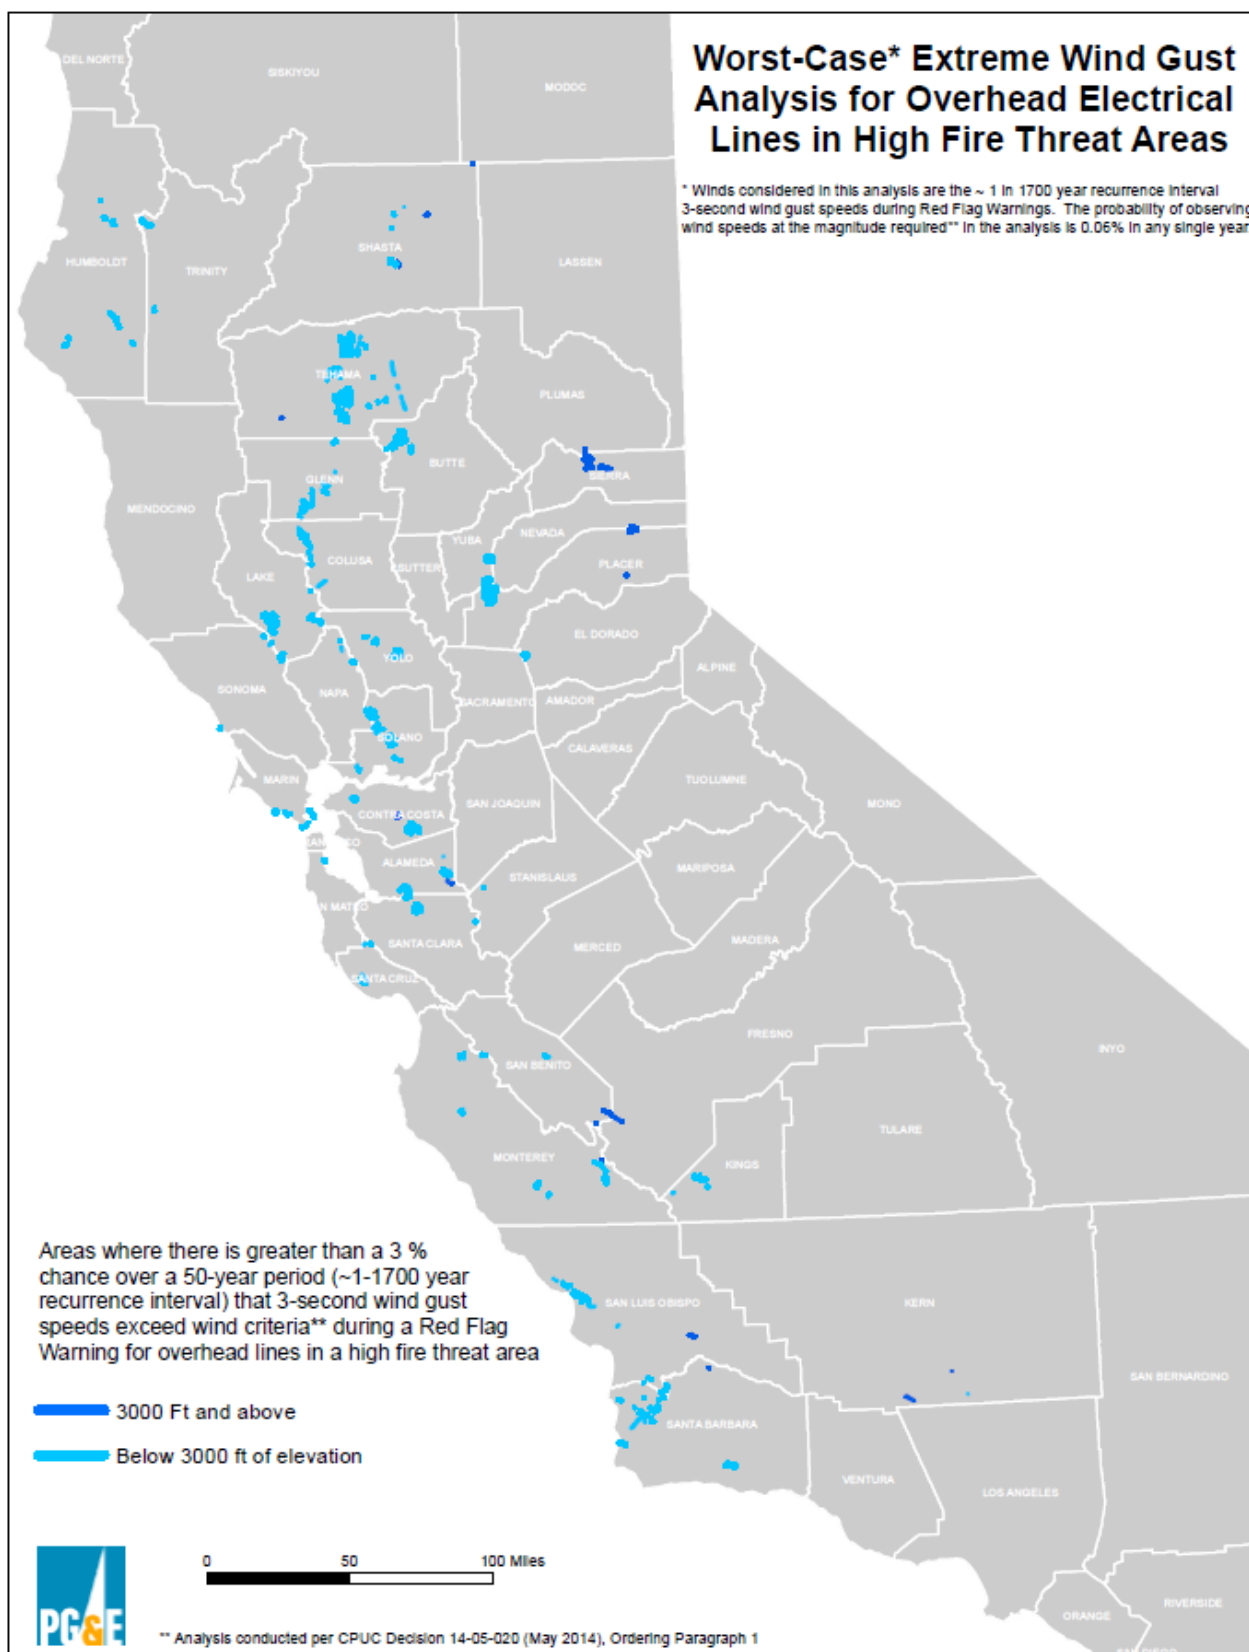 Worst-Case* Extreme Wind Gust
Analysis for Overhead Electrical
Lines in High Fire Threat Areas
* Winds considered in this analysis are the ~ 1 in 1700 year recurrence interval
3-second wind gust speeds during Red Flag Warnings. The probability of observing
wind speeds at the magnitude required** in the analysis is 0.06% in any single year
DEL NORTE
SISKIYOU
MODOC
HUMBOLDT
TRINITY
SHASTA
LASSEN
TEHAMA
PLUMAS
MENDOCINO
GLENN
BUTTE
SIERRA
LAKE
COLUSA
SUTTER
YUBA
NEVADA
PLACER
SONOMA
NAPA
YOLO
SACRAMENTO
EL DORADO
ALPINE
AMADOR
SOLANO
CALAVERAS
MARIN
CONTRA COSTA
SAN JOAQUIN
TUOLUMNE
MONO
ALAMEDA
STANISLAUS
MARIPOSA
N MATEO
SANTA CLARA
MERCED
MADERA
SANTA CRUZ
SAN BENITO
FRESNO
INYO
MONTEREY
KINGS
TULARE
SAN LUIS OBISPO
KERN
SAN BERNARDINO
SANTA BARBARA
VENTURA
LOS ANGELES
ORANGE
RIVERSIDE
Areas where there is greater than a 3 %
chance over a 50-year period (~1-1700 year
recurrence interval) that 3-second wind gust
speeds exceed wind criteria** during a Red Flag
Warning for overhead lines in a high fire threat area
3000 Ft and above
Below 3000 ft of elevation
PG&E
0 50 100 Miles
** Analysis conducted per CPUC Decision 14-05-020 (May 2014), Ordering Paragraph 1